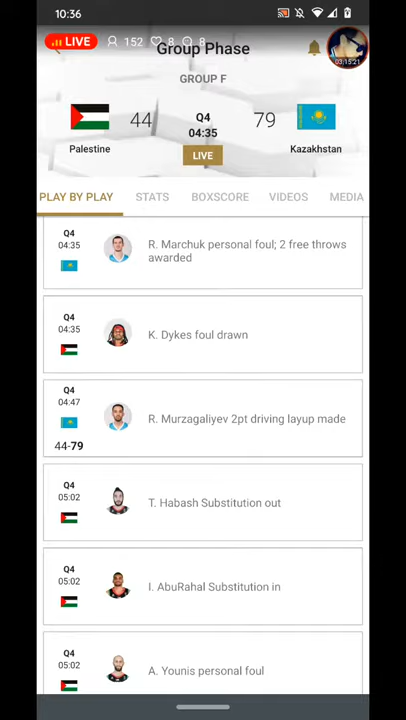 10:36
LIVE 152 8 8
Group Phase
03:15:21
GROUP F
44 Q4 79
04:35
Palestine Kazakhstan
LIVE
PLAY BY PLAY STATS BOXSCORE VIDEOS MEDIA
Q4
04:35
R. Marchuk personal foul; 2 free throws
awarded
Q4
04:35
K. Dykes foul drawn
Q4
04:47
R. Murzagaliyev 2pt driving layup made
44-79
Q4
05:02
T. Habash Substitution out
Q4
05:02
I. AbuRahal Substitution in
Q4
05:02
A. Younis personal foul